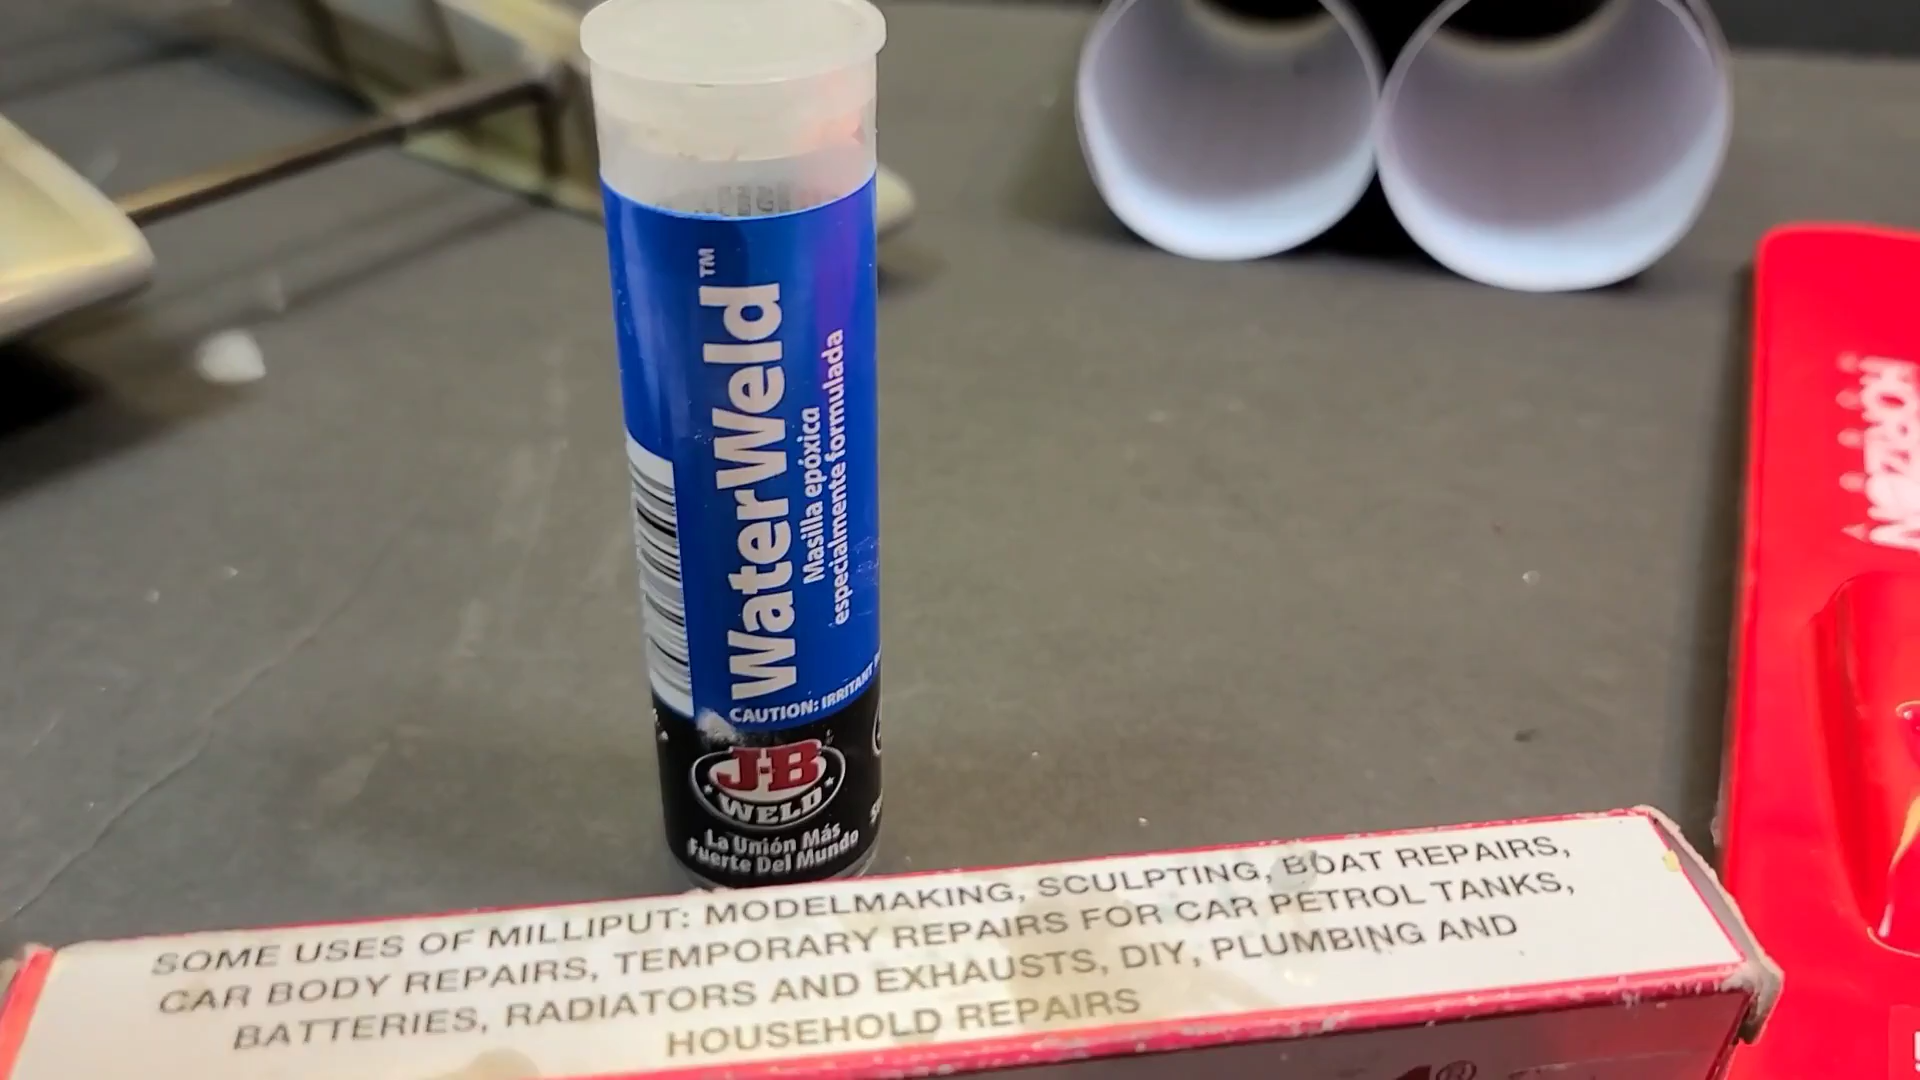 WaterWeld™
Masilla epóxica
especialmente formulada
CAUTION: IRRITANT
J-B
WELD
La Unión Más
Fuerte Del Mundo
SOME USES OF MILLIPUT: MODELMAKING, SCULPTING, BOAT REPAIRS,
CAR BODY REPAIRS, TEMPORARY REPAIRS FOR CAR PETROL TANKS,
BATTERIES, RADIATORS AND EXHAUSTS, DIY, PLUMBING AND
HOUSEHOLD REPAIRS